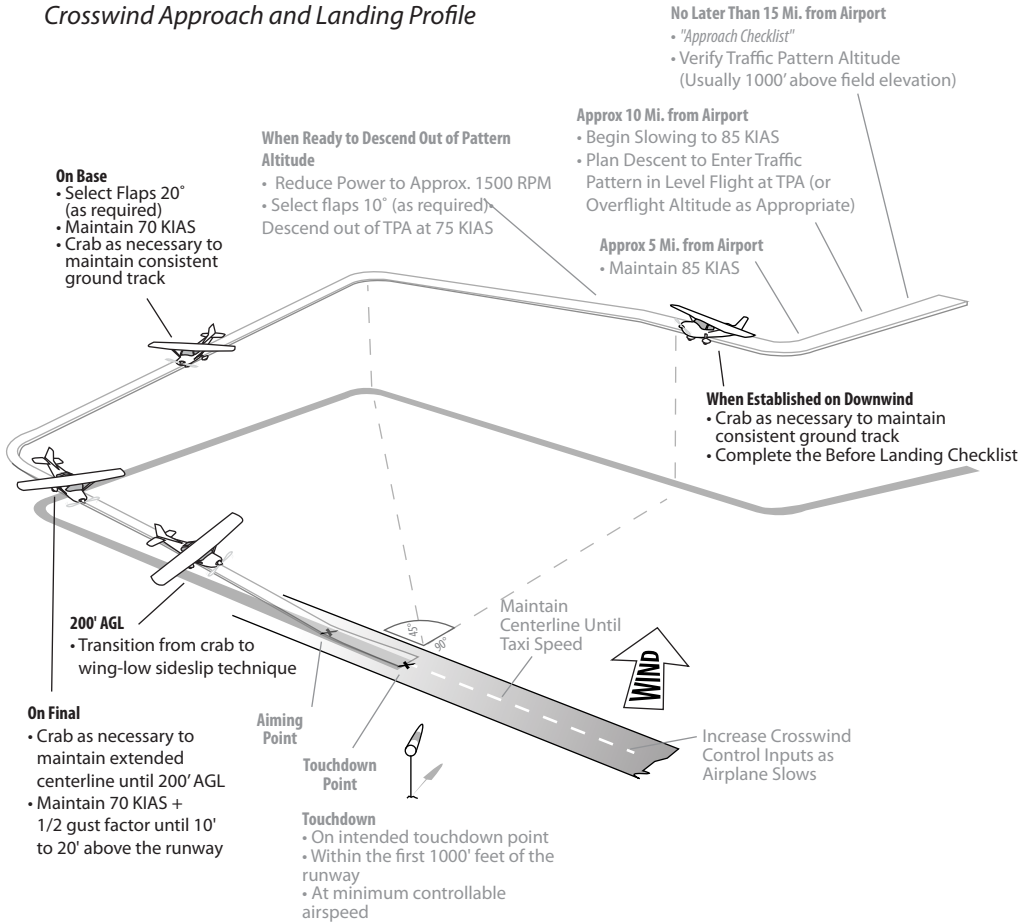 Crosswind Approach and Landing Profile
No Later Than 15 Mi. from Airport
• "Approach Checklist"
• Verify Traffic Pattern Altitude
(Usually 1000' above field elevation)
Approx 10 Mi. from Airport
• Begin Slowing to 85 KIAS
• Plan Descent to Enter Traffic
Pattern in Level Flight at TPA (or
Overflight Altitude as Appropriate)
Approx 5 Mi. from Airport
• Maintain 85 KIAS
When Ready to Descend Out of Pattern
Altitude
• Reduce Power to Approx. 1500 RPM
• Select flaps 10˚ (as required)•
Descend out of TPA at 75 KIAS
On Base
• Select Flaps 20˚
(as required)
• Maintain 70 KIAS
• Crab as necessary to
maintain consistent
ground track
When Established on Downwind
• Crab as necessary to maintain
consistent ground track
• Complete the Before Landing Checklist
200' AGL
• Transition from crab to
wing-low sideslip technique
On Final
• Crab as necessary to
maintain extended
centerline until 200' AGL
• Maintain 70 KIAS +
1/2 gust factor until 10'
to 20' above the runway
45°
90°
Maintain
Centerline Until
Taxi Speed
WIND
Aiming
Point
Touchdown
Point
Increase Crosswind
Control Inputs as
Airplane Slows
Touchdown
• On intended touchdown point
• Within the first 1000' feet of the
runway
• At minimum controllable
airspeed